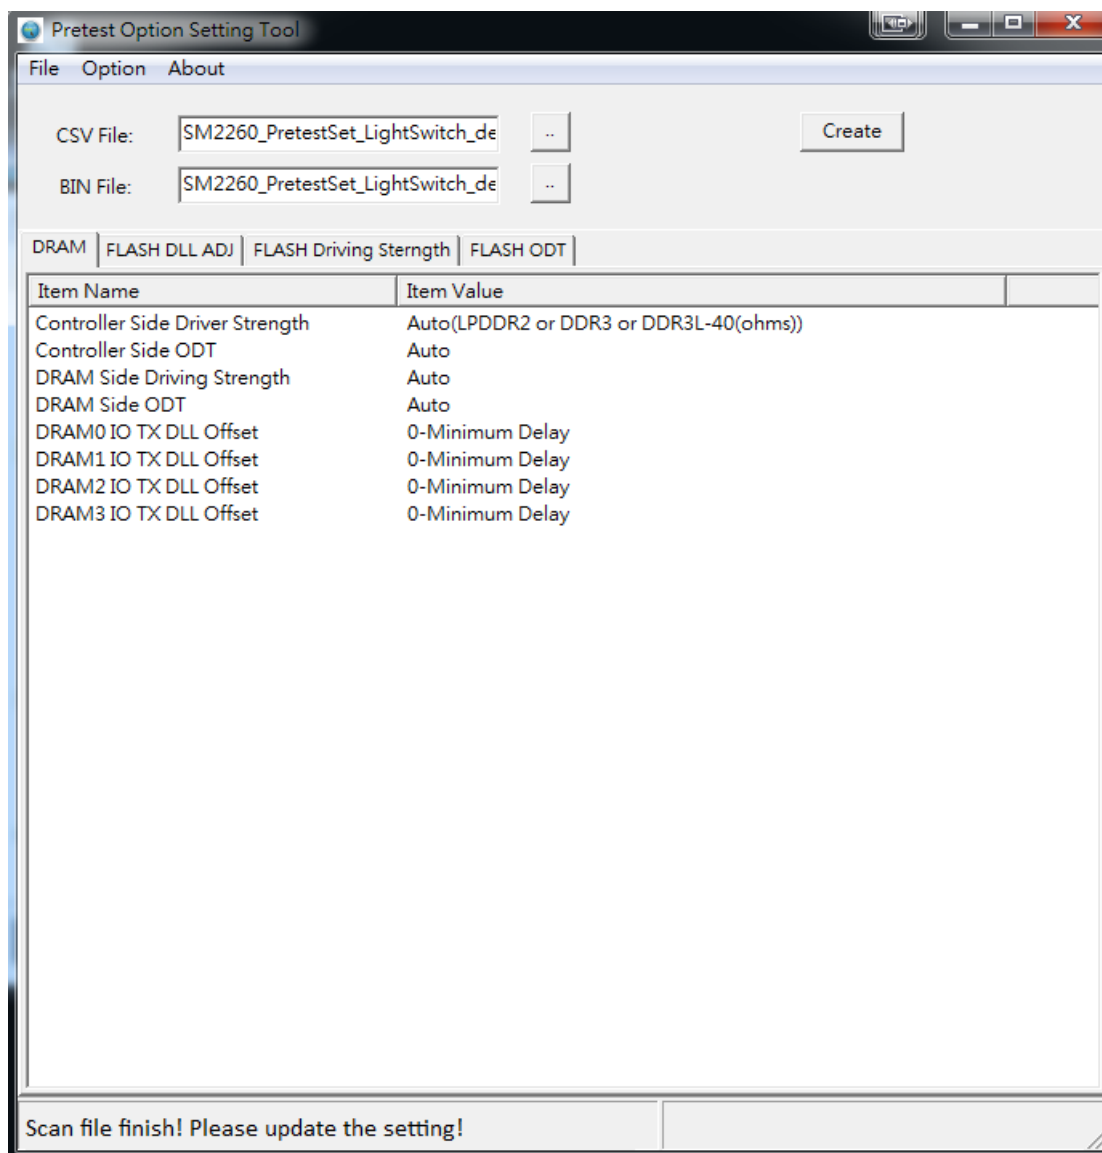 Pretest Option Setting Tool
File Option About
CSV File: SM2260_PretestSet_LightSwitch_de .. Create
BIN File: SM2260_PretestSet_LightSwitch_de ..
DRAM FLASH DLL ADJ FLASH Driving Sterngth FLASH ODT
Item Name Item Value
Controller Side Driver Strength Auto(LPDDR2 or DDR3 or DDR3L-40(ohms))
Controller Side ODT Auto
DRAM Side Driving Strength Auto
DRAM Side ODT Auto
DRAM0 IO TX DLL Offset 0-Minimum Delay
DRAM1 IO TX DLL Offset 0-Minimum Delay
DRAM2 IO TX DLL Offset 0-Minimum Delay
DRAM3 IO TX DLL Offset 0-Minimum Delay
Scan file finish! Please update the setting!